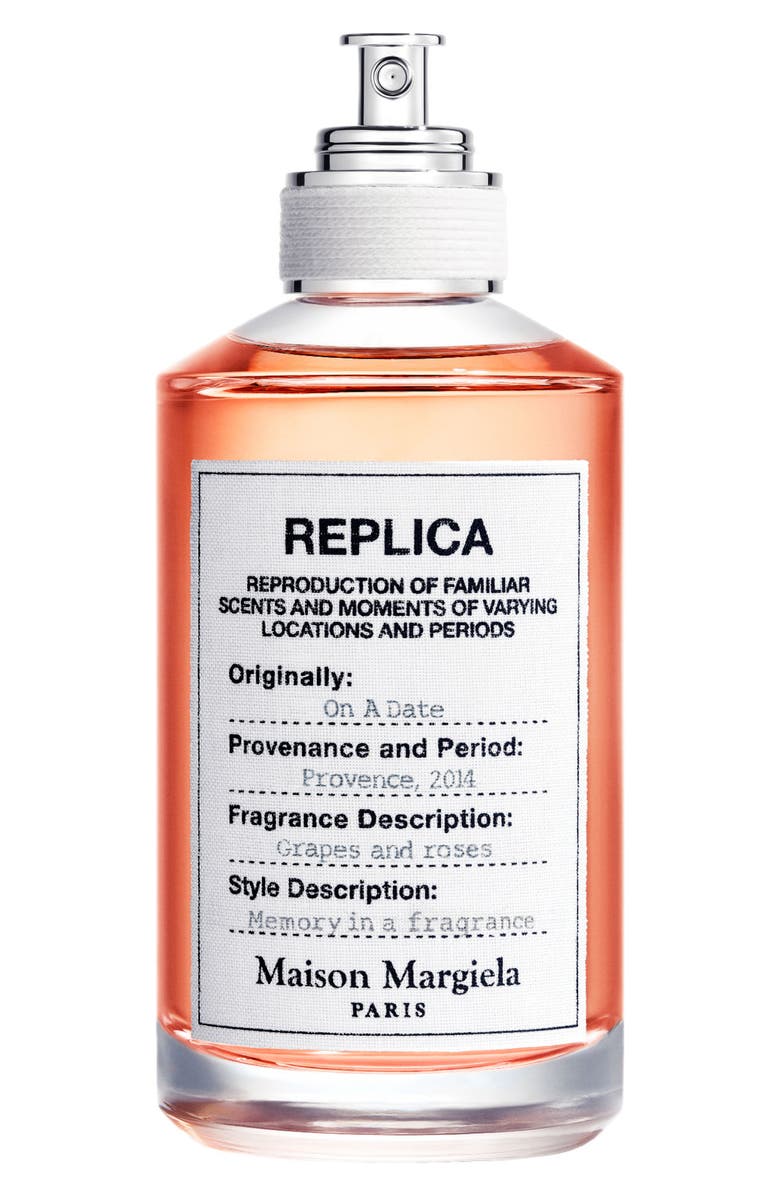 REPLICA
REPRODUCTION OF FAMILIAR
SCENTS AND MOMENTS OF VARYING
LOCATIONS AND PERIODS
Originally:
On A Date
Provenance and Period:
Provence, 2014
Fragrance Description:
Grapes and roses
Style Description:
Memory in a fragrance
Maison Margiela
PARIS